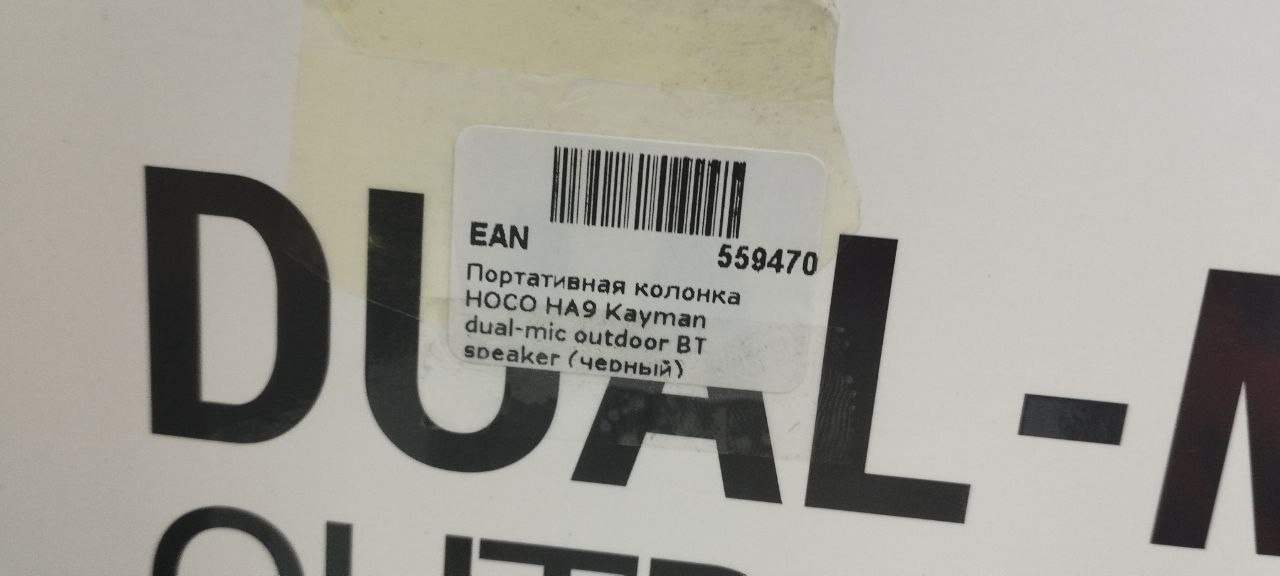 EAN
559470
Портативная колонка
HOCO HA9 Kayman
dual-mic outdoor BT
speaker (черный)
DUAL-M